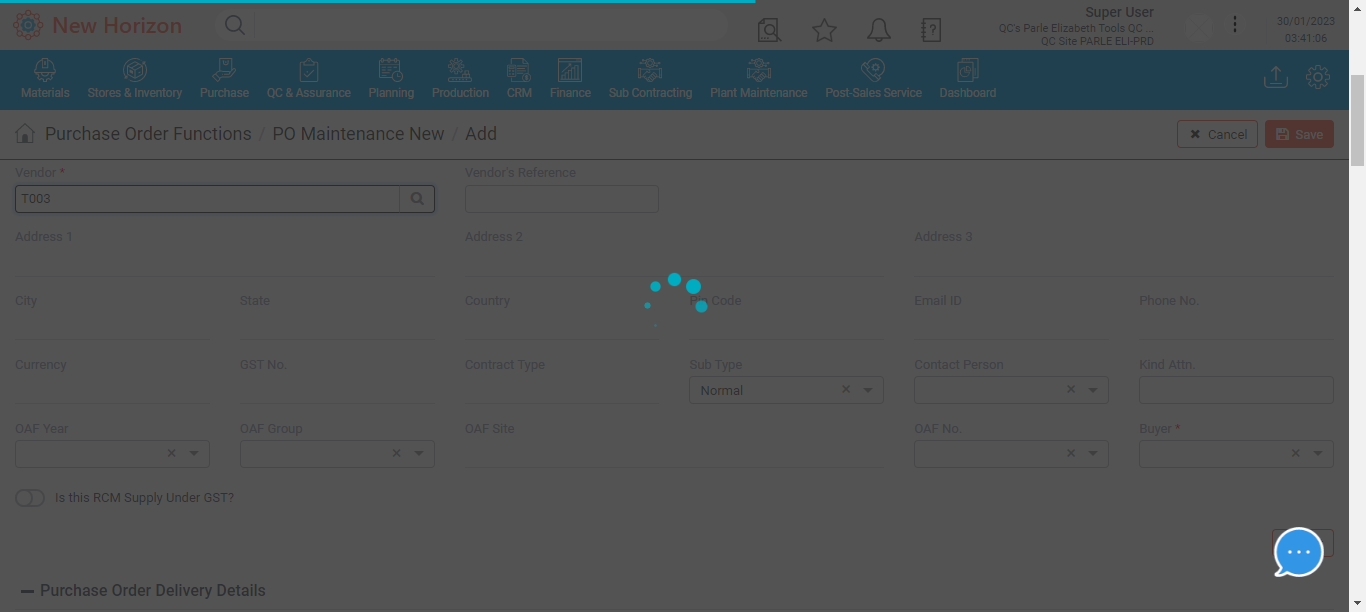 New Horizon
Super User
QC's Parle Elizabeth Tools QC ...
QC Site PARLE ELI-PRD
30/01/2023
03:41:06
Materials Stores & Inventory Purchase QC & Assurance Planning Production CRM Finance Sub Contracting Plant Maintenance Post-Sales Service Dashboard
Purchase Order Functions / PO Maintenance New / Add
Cancel Save
Vendor * Vendor's Reference
T003
Address 1 Address 2 Address 3
City State Country Pin Code Email ID Phone No.
Currency GST No. Contract Type Sub Type Contact Person Kind Attn.
Normal
OAF Year OAF Group OAF Site OAF No. Buyer *
Is this RCM Supply Under GST?
Purchase Order Delivery Details